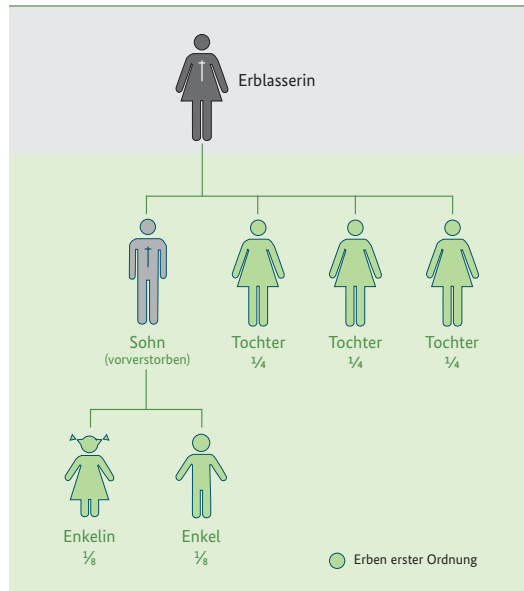 Erblasserin
Sohn
(vorverstorben)
Tochter
¼
Tochter
¼
Tochter
¼
Enkelin
⅛
Enkel
⅛
Erben erster Ordnung